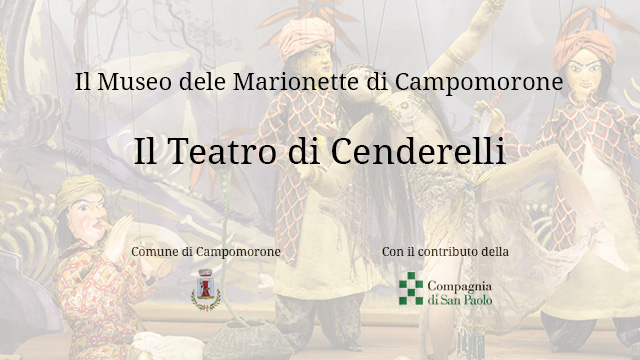 Il Museo dele Marionette di Campomorone
Il Teatro di Cenderelli
Comune di Campomorone
Con il contributo della
Compagnia
di San Paolo